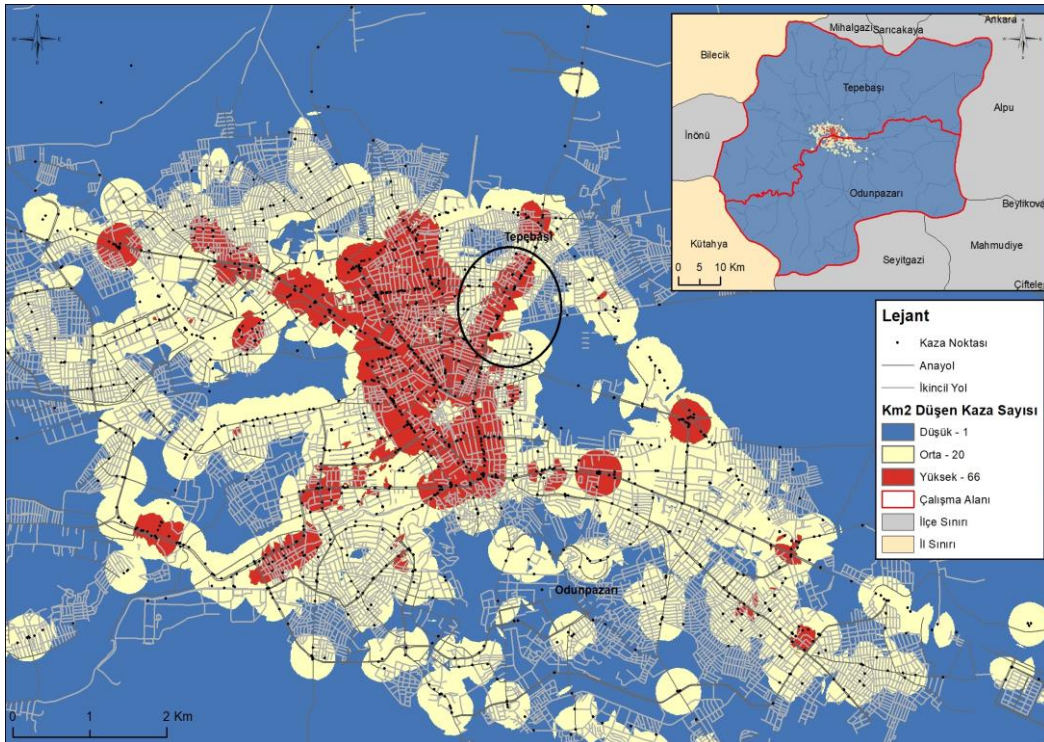 Ankara
Mihalgazi
Sarıcakaya
Bilecik
Tepebaşı
Alpu
İnönü
Odunpazarı
Beylikova
Kütahya
Mahmudiye
Seyitgazi
Çiftele
0 5 10 Km
Tepebaşı
Lejant
Kaza Noktası
Anayol
İkincil Yol
Km2 Düşen Kaza Sayısı
Düşük - 1
Orta - 20
Yüksek - 66
Çalışma Alanı
İlçe Sınırı
İl Sınırı
Odunpazarı
0 1 2 Km